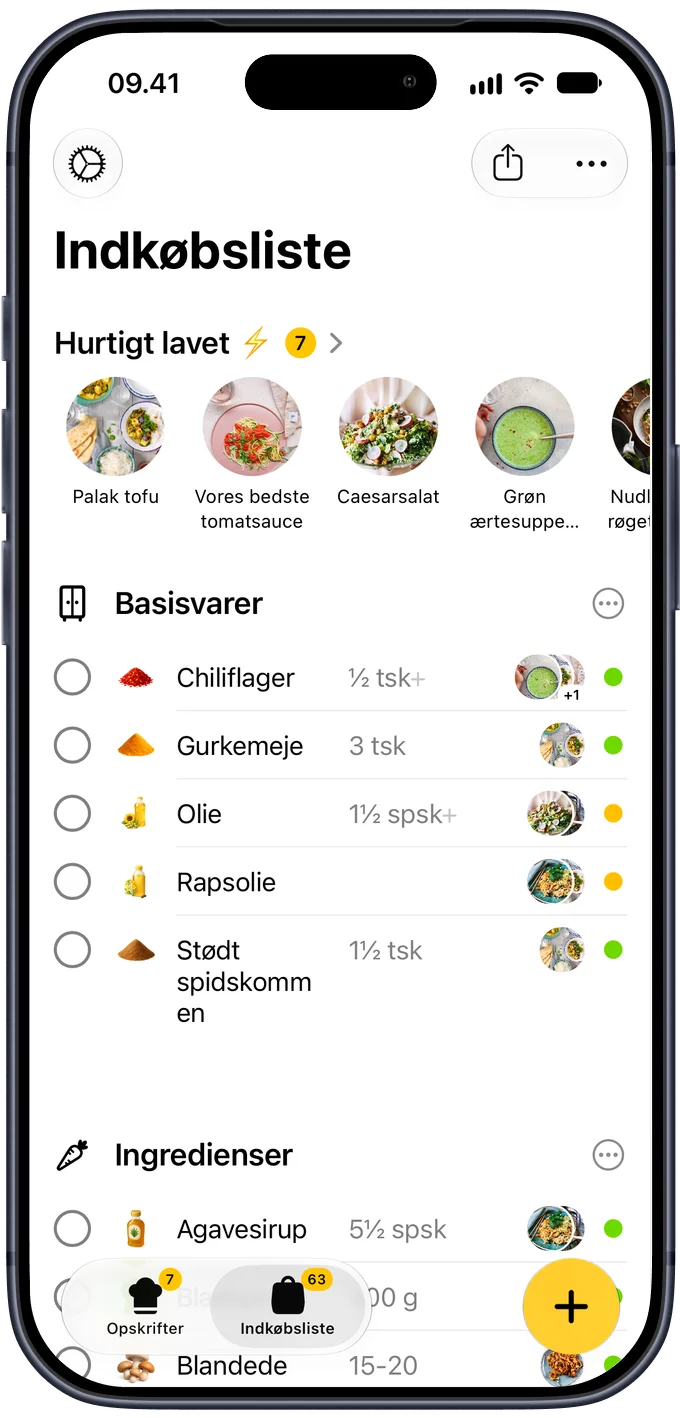 09.41
Indkøbsliste
Hurtigt lavet 7
Palak tofu
Vores bedste
tomatsauce
Caesarsalat
Grøn
ærtesuppe...
Basisvarer
Chiliflager ½ tsk+ +1
Gurkemeje 3 tsk
Olie 1½ spsk+
Rapsolie
Stødt 1½ tsk
spidskomm
en
Ingredienser
Agavesirup 5½ spsk
00 g
7
Opskrifter
63
Indkøbsliste
Blandede 15-20